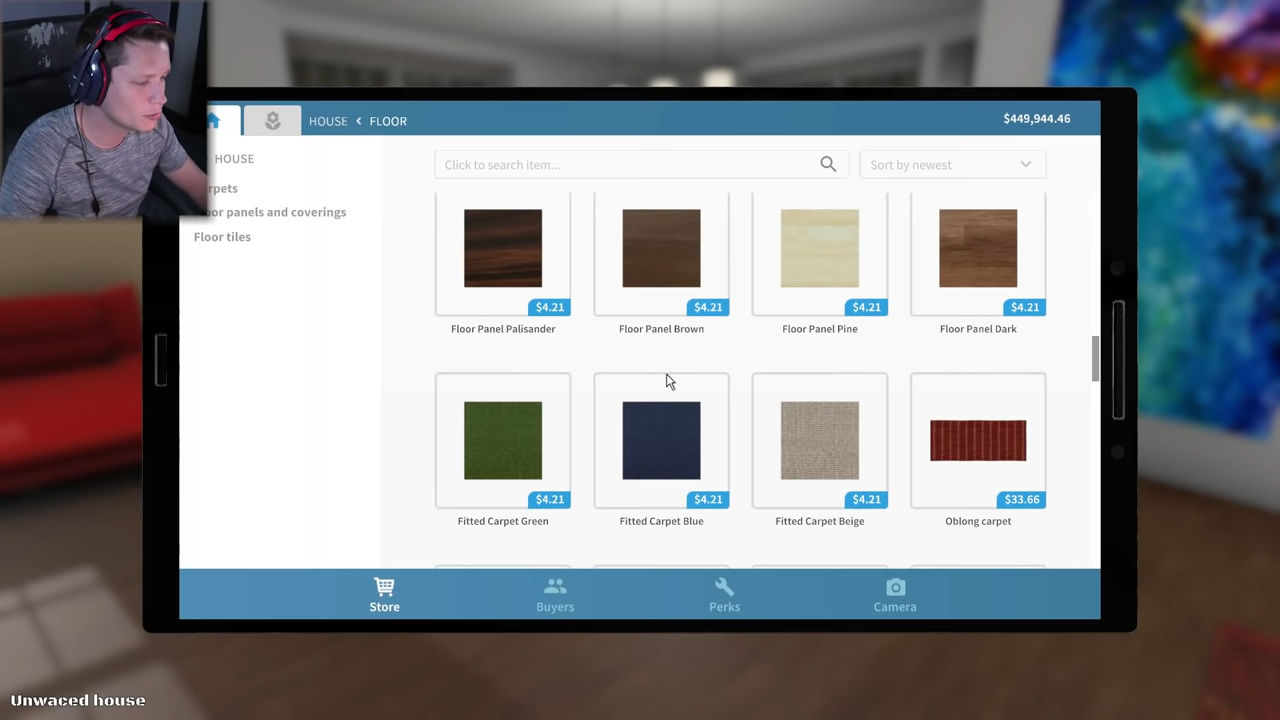 HOUSE < FLOOR
$449,944.46
HOUSE
Click to search item...
Sort by newest
rpets
oor panels and coverings
Floor tiles
$4.21
$4.21
$4.21
$4.21
Floor Panel Palisander
Floor Panel Brown
Floor Panel Pine
Floor Panel Dark
$4.21
$4.21
$4.21
$33.66
Fitted Carpet Green
Fitted Carpet Blue
Fitted Carpet Beige
Oblong carpet
Store
Buyers
Perks
Camera
Unwaced house